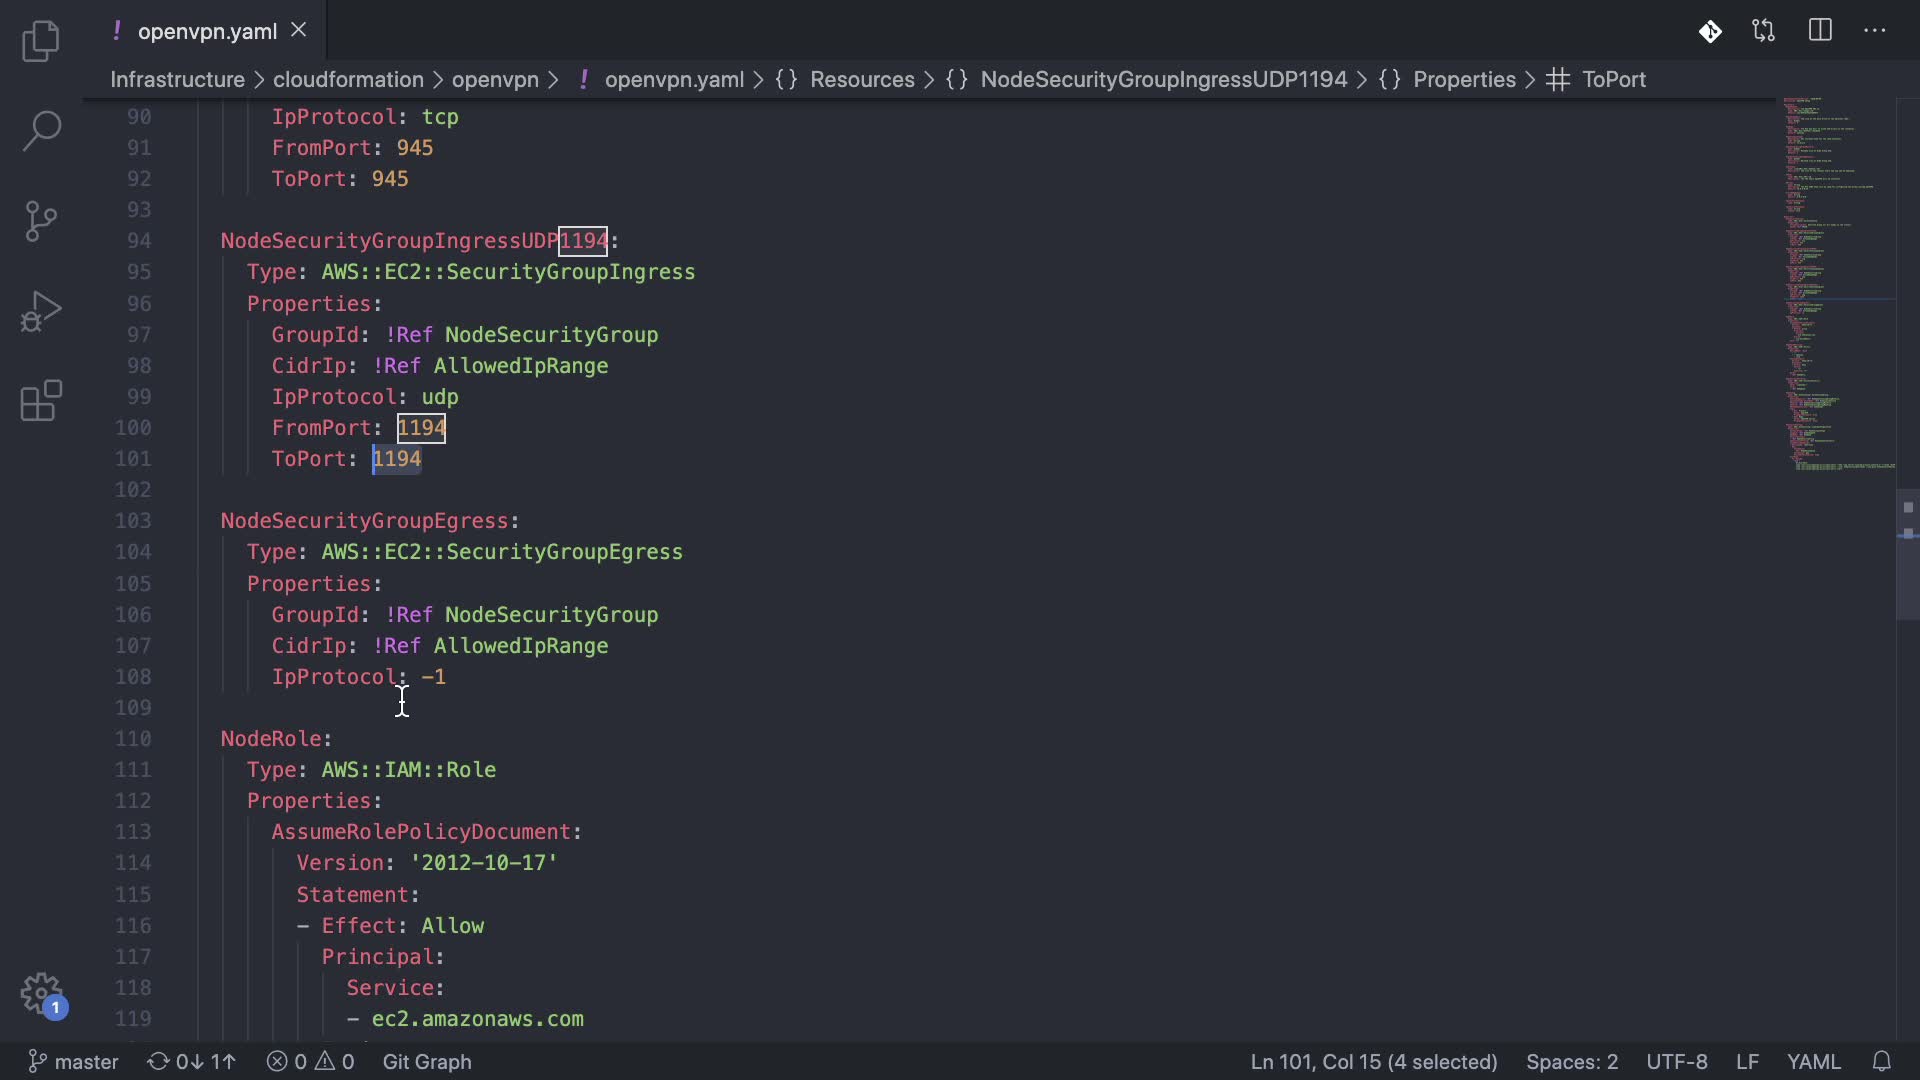 ! openvpn.yaml
Infrastructure > cloudformation > openvpn > ! openvpn.yaml > {} Resources > {} NodeSecurityGroupIngressUDP1194 > {} Properties > # ToPort
90 IpProtocol: tcp
91 FromPort: 945
92 ToPort: 945
93
94 NodeSecurityGroupIngressUDP1194:
95 Type: AWS::EC2::SecurityGroupIngress
96 Properties:
97 GroupId: !Ref NodeSecurityGroup
98 CidrIp: !Ref AllowedIpRange
99 IpProtocol: udp
100 FromPort: 1194
101 ToPort: 1194
102
103 NodeSecurityGroupEgress:
104 Type: AWS::EC2::SecurityGroupEgress
105 Properties:
106 GroupId: !Ref NodeSecurityGroup
107 CidrIp: !Ref AllowedIpRange
108 IpProtocol: -1
109
110 NodeRole:
111 Type: AWS::IAM::Role
112 Properties:
113 AssumeRolePolicyDocument:
114 Version: '2012-10-17'
115 Statement:
116 - Effect: Allow
117 Principal:
118 Service:
119 - ec2.amazonaws.com
1
master 0↓ 1↑ 0 0 Git Graph Ln 101, Col 15 (4 selected) Spaces: 2 UTF-8 LF YAML